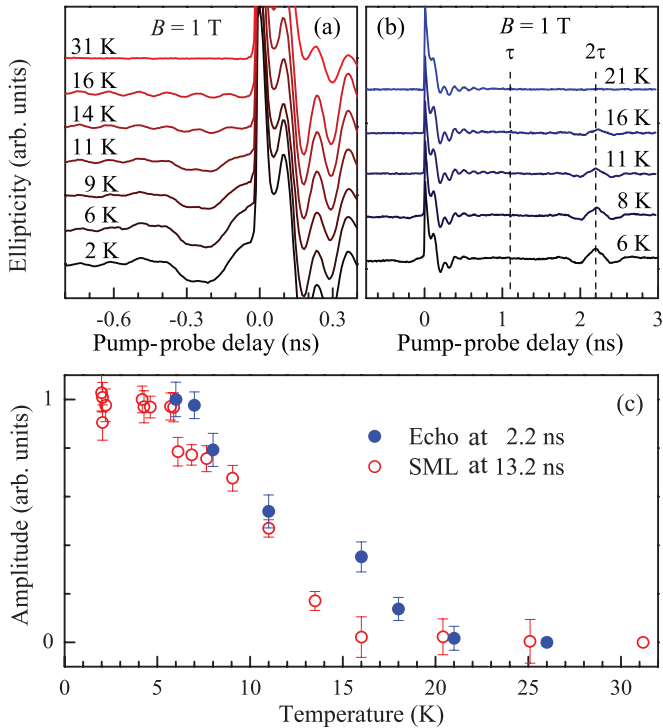 B = 1 T
(a)
31 K
16 K
14 K
11 K
9 K
6 K
2 K
Ellipticity (arb. units)
-0.6
-0.3
0.0
0.3
Pump-probe delay (ns)
(b)
B = 1 T
τ
2τ
21 K
16 K
11 K
8 K
6 K
0
1
2
3
Pump-probe delay (ns)
(c)
Echo at 2.2 ns
SML at 13.2 ns
Amplitude (arb. units)
1
0
0
5
10
15
20
25
30
Temperature (K)